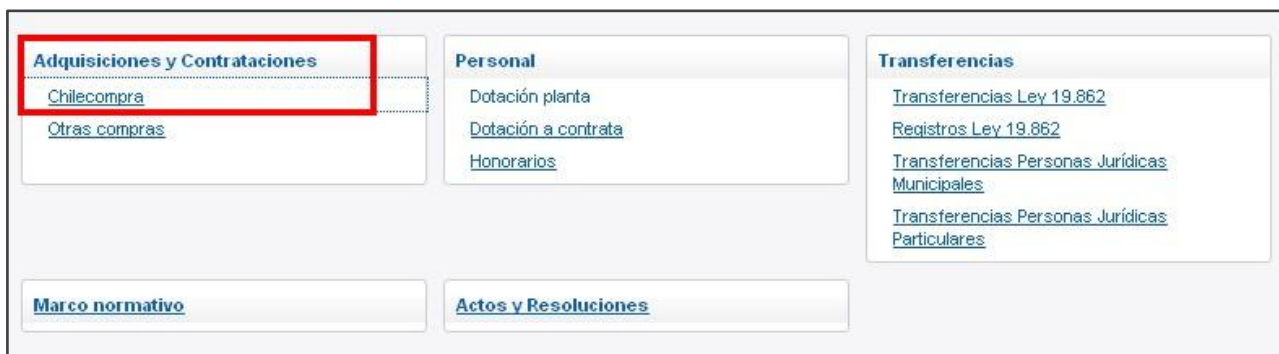 Adquisiciones y Contrataciones
Chilecompra
Otras compras
Personal
Dotación planta
Dotación a contrata
Honorarios
Transferencias
Transferencias Ley 19.862
Registros Ley 19.862
Transferencias Personas Jurídicas
Municipales
Transferencias Personas Jurídicas
Particulares
Marco normativo
Actos y Resoluciones